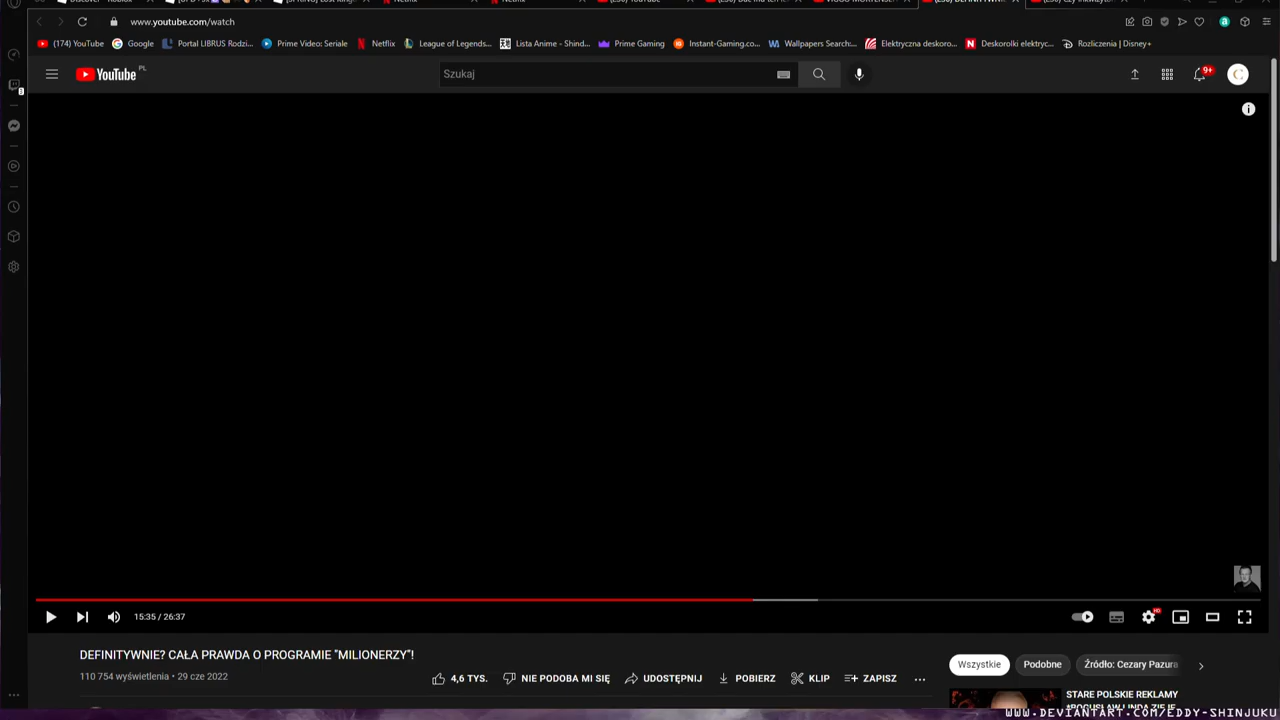 www.youtube.com/watch
(174) YouTube
Google
Portal LIBRUS Rodzi...
Prime Video: Seriale
Netflix
League of Legends...
Lista Anime - Shind...
Prime Gaming
Instant-Gaming.co...
Wallpapers Search:...
Elektryczna deskoro...
Deskorolki elektryc...
Rozliczenia | Disney+
YouTube PL
Szukaj
9+
C
15:35 / 26:37
HD
DEFINITYWNIE? CAŁA PRAWDA O PROGRAMIE "MILIONERZY"!
110 754 wyświetlenia • 29 cze 2022
4,6 TYS.
NIE PODOBA MI SIĘ
UDOSTĘPNIJ
POBIERZ
KLIP
ZAPISZ
Wszystkie
Podobne
Źródło: Cezary Pazura
STARE POLSKIE REKLAMY
WWW.DEVIANTART.COM/EDDY-SHINJUKU